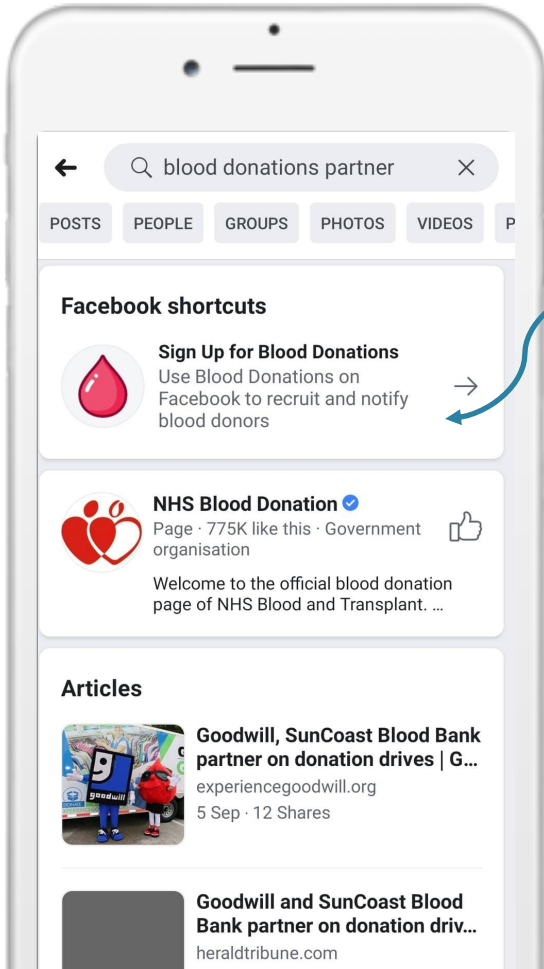 blood donations partner
POSTS PEOPLE GROUPS PHOTOS VIDEOS P
Facebook shortcuts
Sign Up for Blood Donations
Use Blood Donations on
Facebook to recruit and notify
blood donors
NHS Blood Donation
Page · 775K like this · Government
organisation
Welcome to the official blood donation
page of NHS Blood and Transplant. ...
Articles
Goodwill, SunCoast Blood Bank
partner on donation drives | G...
experiencegoodwill.org
5 Sep · 12 Shares
goodwill
Goodwill and SunCoast Blood
Bank partner on donation driv...
heraldtribune.com